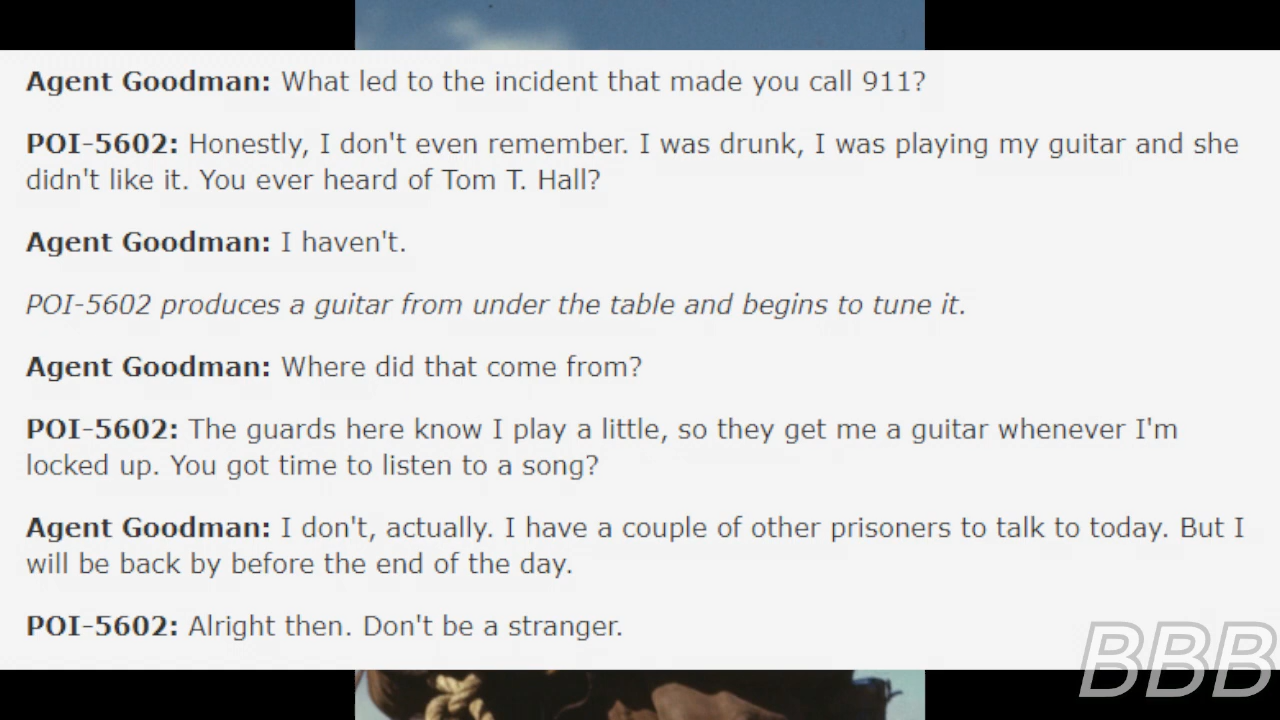 Agent Goodman: What led to the incident that made you call 911?
POI-5602: Honestly, I don't even remember. I was drunk, I was playing my guitar and she
didn't like it. You ever heard of Tom T. Hall?
Agent Goodman: I haven't.
POI-5602 produces a guitar from under the table and begins to tune it.
Agent Goodman: Where did that come from?
POI-5602: The guards here know I play a little, so they get me a guitar whenever I'm
locked up. You got time to listen to a song?
Agent Goodman: I don't, actually. I have a couple of other prisoners to talk to today. But I
will be back by before the end of the day.
POI-5602: Alright then. Don't be a stranger.
BBB